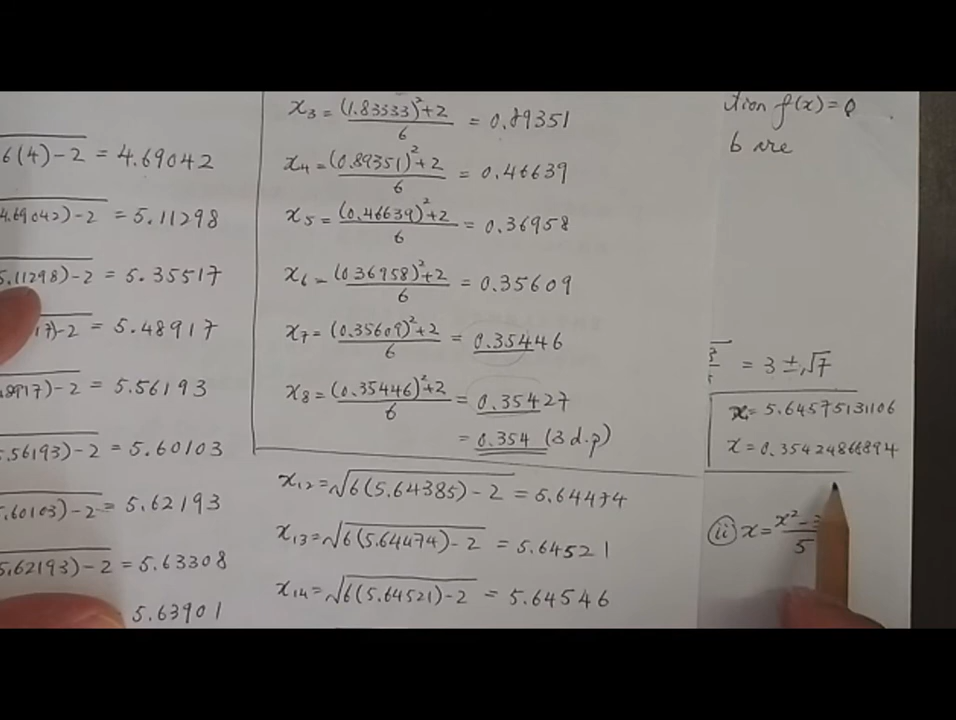 6(4)-2 = 4.69042
4.69042)-2 = 5.11298
5.11298)-2 = 5.35517
17)-2 = 5.48917
8917)-2 = 5.56193
5.56193)-2 = 5.60103
5.60103)-2 = 5.62193
5.62193)-2 = 5.63308
5.63901
x₃ = ((1.83333)²+2)/6 = 0.89351
x₄ = ((0.89351)²+2)/6 = 0.46639
x₅ = ((0.46639)²+2)/6 = 0.36958
x₆ = ((0.36958)²+2)/6 = 0.35609
x₇ = ((0.35609)²+2)/6 = 0.35446
x₈ = ((0.35446)²+2)/6 = 0.35427
= 0.354 (3 d.p)
x₁₂ = √(6(5.64385)-2) = 5.64474
x₁₃ = √(6(5.64474)-2) = 5.64521
x₁₄ = √(6(5.64521)-2) = 5.64546
tion f(x)=0
b are
= 3 ± √7
x = 5.64575131106
x = 0.35424868894
(ii) x = (x²-3)/5